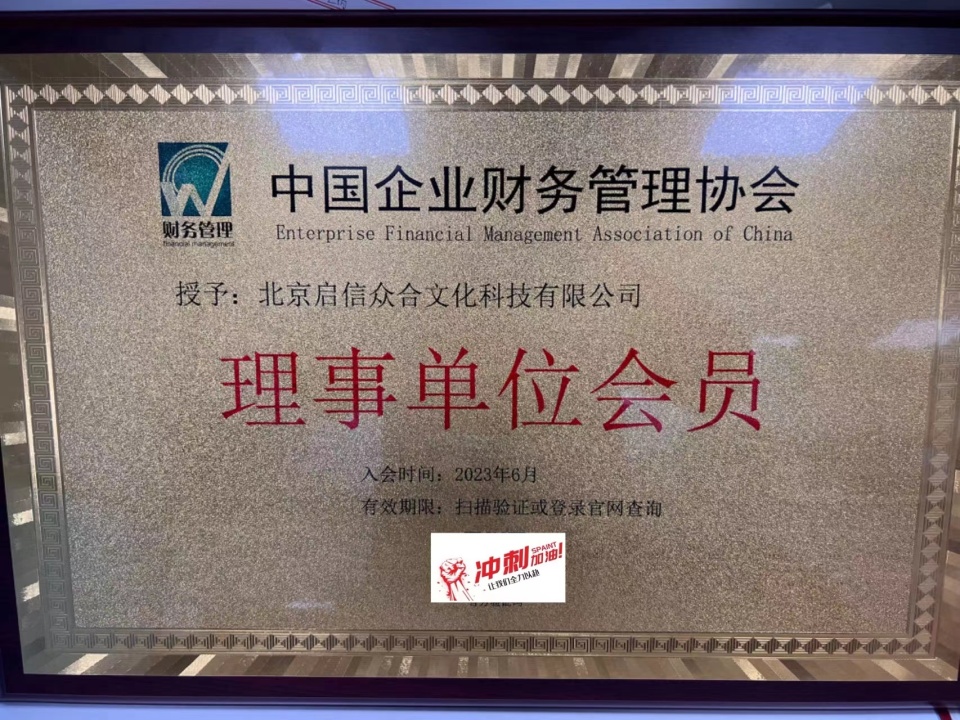 中国企业财务管理协会
财务管理
financial management
Enterprise Financial Management Association of China
授予：北京启信众合文化科技有限公司
理事单位会员
入会时间：2023年6月
有效期限：扫描验证或登录官网查询
冲刺加油!
SPAINT
让我们全力以赴